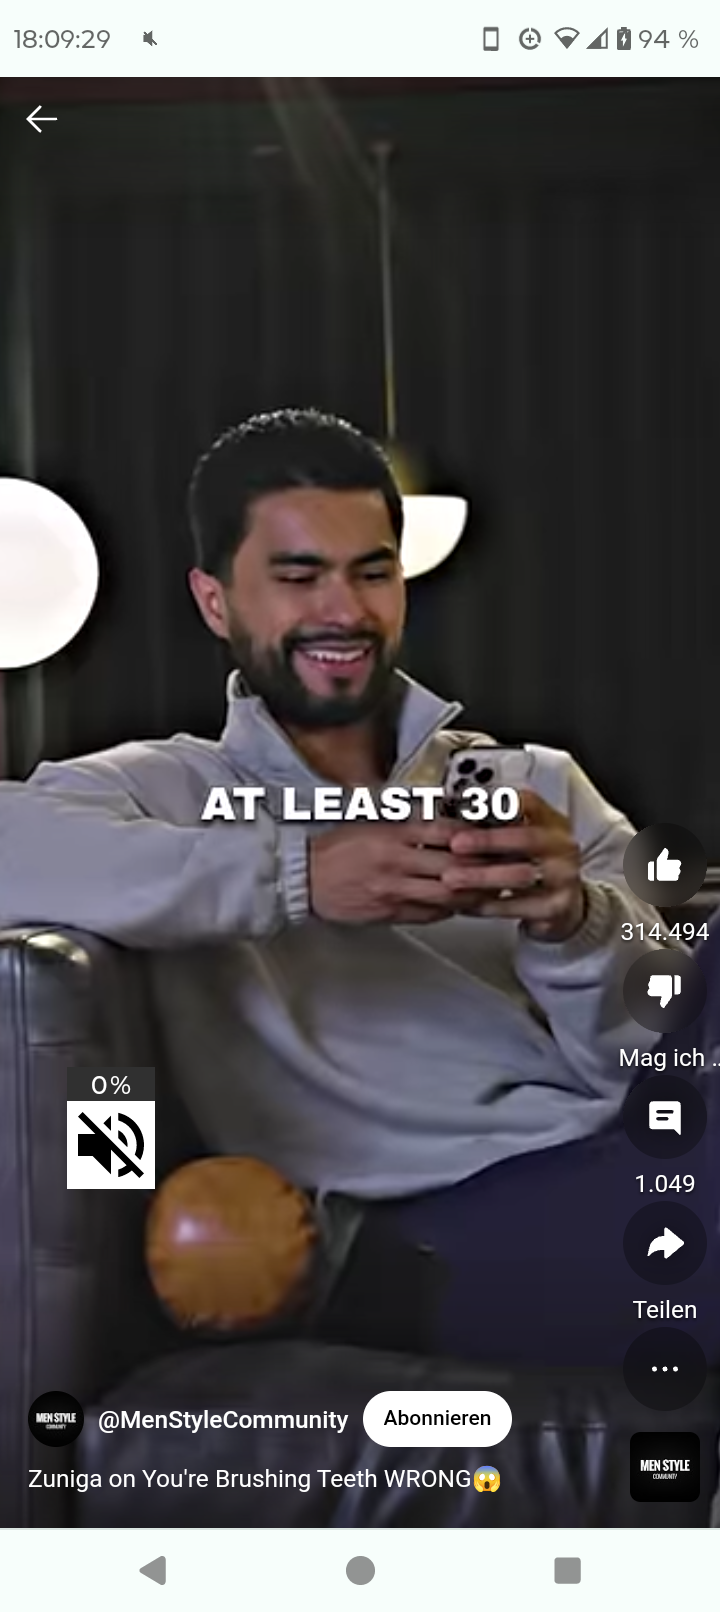 18:09:29
94 %
AT LEAST 30
314.494
Mag ich ..
0%
1.049
Teilen
MEN STYLE
COMMUNITY
@MenStyleCommunity
Abonnieren
MEN STYLE
COMMUNITY
Zuniga on You're Brushing Teeth WRONG😱